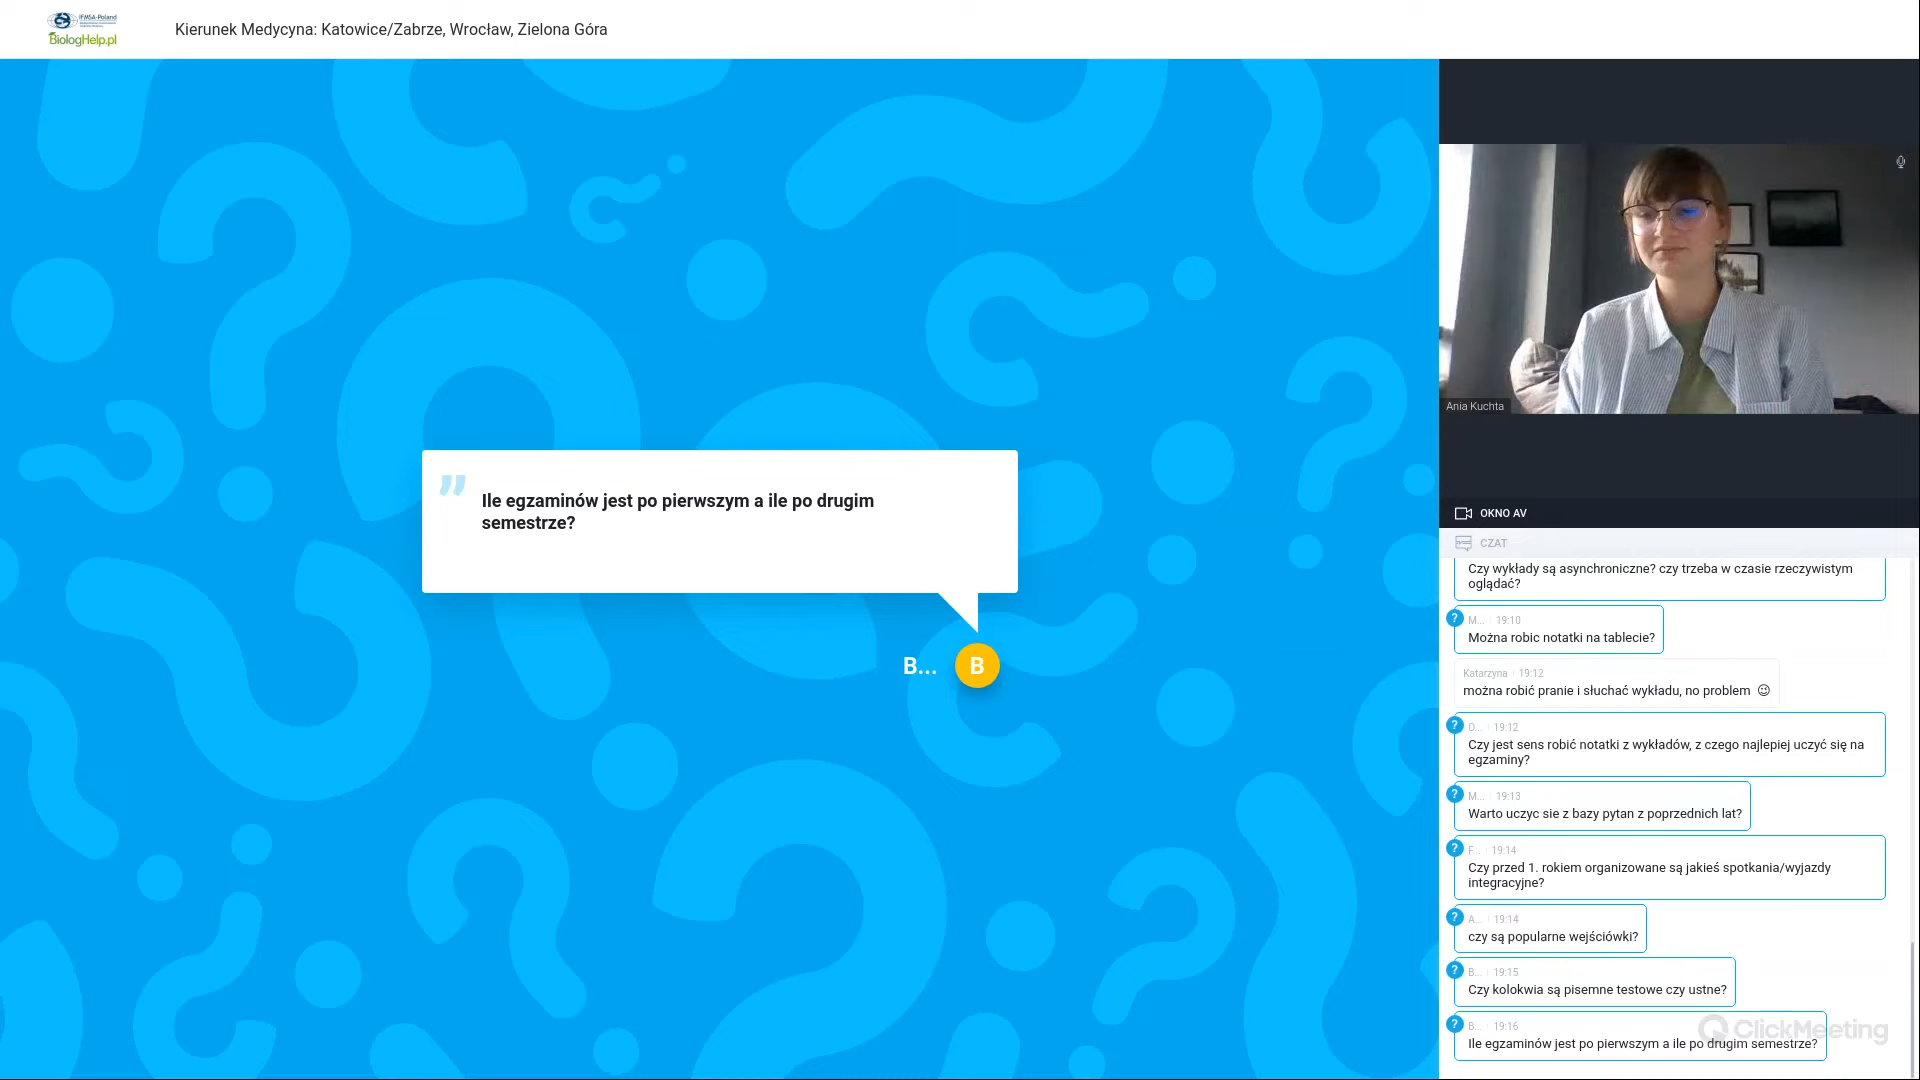 IFMSA-Poland
BiologHelp.pl
Kierunek Medycyna: Katowice/Zabrze, Wrocław, Zielona Góra
Ile egzaminów jest po pierwszym a ile po drugim
semestrze?
B...
B
Ania Kuchta
OKNO AV
CZAT
Czy wykłady są asynchroniczne? czy trzeba w czasie rzeczywistym
oglądać?
? M... 19:10
Można robic notatki na tablecie?
Katarzyna 19:12
można robić pranie i słuchać wykładu, no problem 😉
? O... 19:12
Czy jest sens robić notatki z wykładów, z czego najlepiej uczyć się na
egzaminy?
? M... 19:13
Warto uczyc sie z bazy pytan z poprzednich lat?
? F... 19:14
Czy przed 1. rokiem organizowane są jakieś spotkania/wyjazdy
integracyjne?
? A... 19:14
czy są popularne wejściówki?
? B... 19:15
Czy kolokwia są pisemne testowe czy ustne?
? B... 19:16
Ile egzaminów jest po pierwszym a ile po drugim semestrze?
ClickMeeting